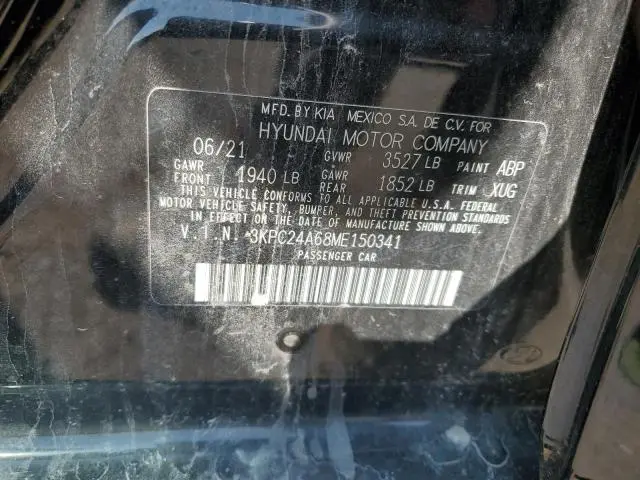 MFD. BY KIA MEXICO S.A. DE C.V. FOR
HYUNDAI MOTOR COMPANY
06/21 GVWR 3527 LB PAINT ABP
GAWR FRONT 1940 LB GAWR REAR 1852 LB TRIM XUG
THIS VEHICLE CONFORMS TO ALL APPLICABLE U.S.A. FEDERAL
MOTOR VEHICLE SAFETY, BUMPER, AND THEFT PREVENTION STANDARDS
IN EFFECT ON THE DATE OF MANUFACTURE SHOWN ABOVE.
V.I.N. 3KPC24A68ME150341
PASSENGER CAR